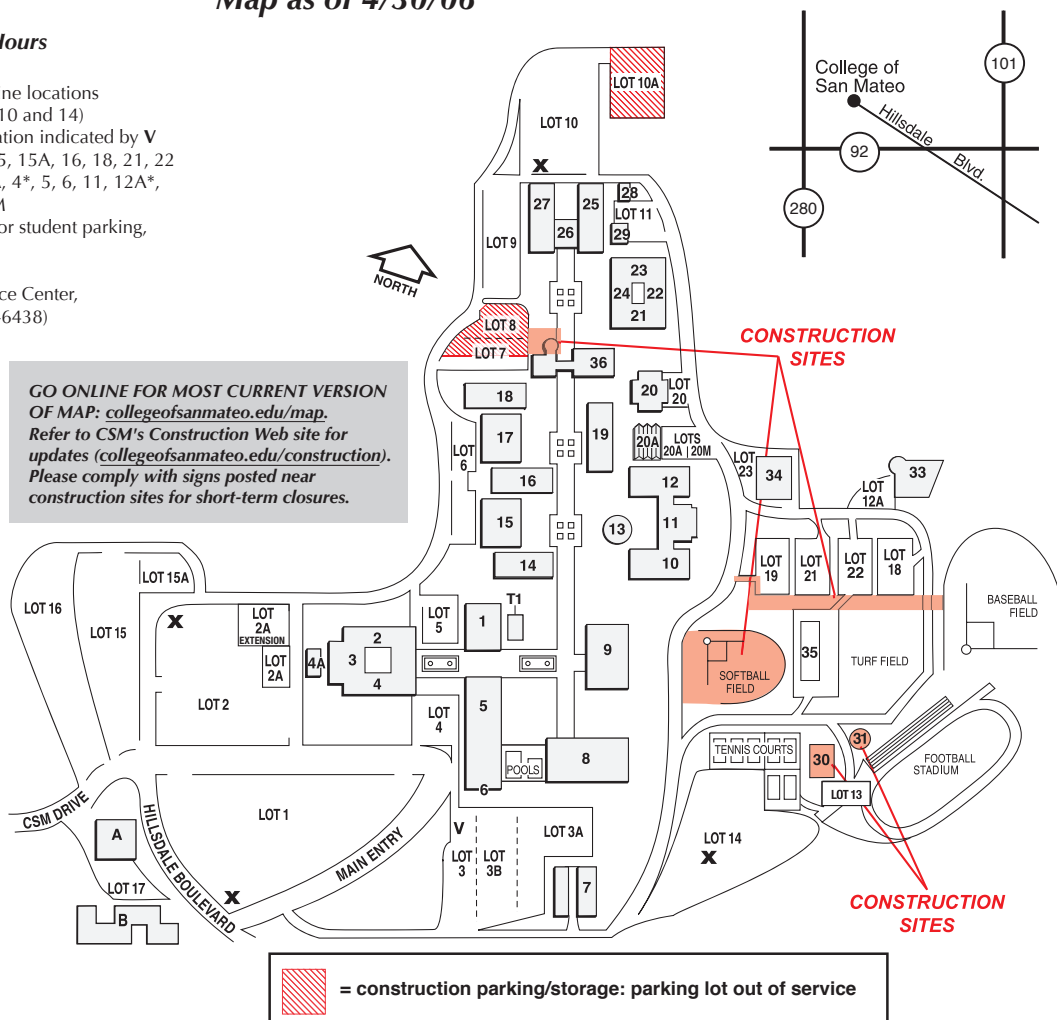 Map as of 4/30/06
Hours
ne locations
10 and 14)
ation indicated by V
5, 15A, 16, 18, 21, 22
, 4*, 5, 6, 11, 12A*,
or student parking,
ce Center,
6438)
GO ONLINE FOR MOST CURRENT VERSION
OF MAP: collegeofsanmateo.edu/map.
Refer to CSM's Construction Web site for
updates (collegeofsanmateo.edu/construction).
Please comply with signs posted near
construction sites for short-term closures.
College of
San Mateo
101
Hillsdale
Blvd.
92
280
LOT 10A
LOT 10
X
27
25
26
28
LOT 11
29
LOT 9
NORTH
23
24
22
21
LOT 8
LOT 7
36
CONSTRUCTION
SITES
18
20
LOT
20
17
19
LOT
6
20A
LOTS
20A | 20M
16
12
LOT
23
34
33
LOT
12A
15
13
11
14
10
LOT
19
LOT
21
LOT
22
LOT
18
LOT 16
LOT 15A
LOT 15
X
LOT
2A
EXTENSION
LOT
2A
LOT
5
1
T1
BASEBALL
FIELD
4A
2
3
4
9
35
SOFTBALL
FIELD
TURF FIELD
LOT 2
LOT
4
5
6
POOLS
8
TENNIS COURTS
30
31
FOOTBALL
STADIUM
LOT 13
CSM DRIVE
LOT 1
MAIN ENTRY
HILLSDALE BOULEVARD
A
LOT 17
B
X
V
LOT
3
LOT
3B
LOT 3A
7
LOT 14
X
CONSTRUCTION
SITES
= construction parking/storage: parking lot out of service